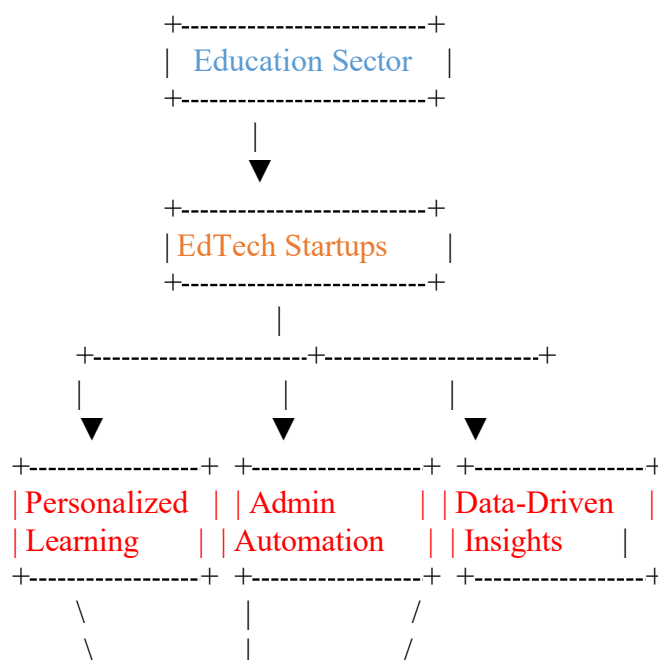 +--------------------------+
| Education Sector |
+--------------------------+
|
▼
+--------------------------+
| EdTech Startups |
+--------------------------+
|
+----------------------+-----------------------+
| | |
▼ ▼ ▼
+------------------+ +------------------+ +------------------+
| Personalized | | Admin | | Data-Driven |
| Learning | | Automation | | Insights |
+------------------+ +------------------+ +------------------+
\ | /
\ | /